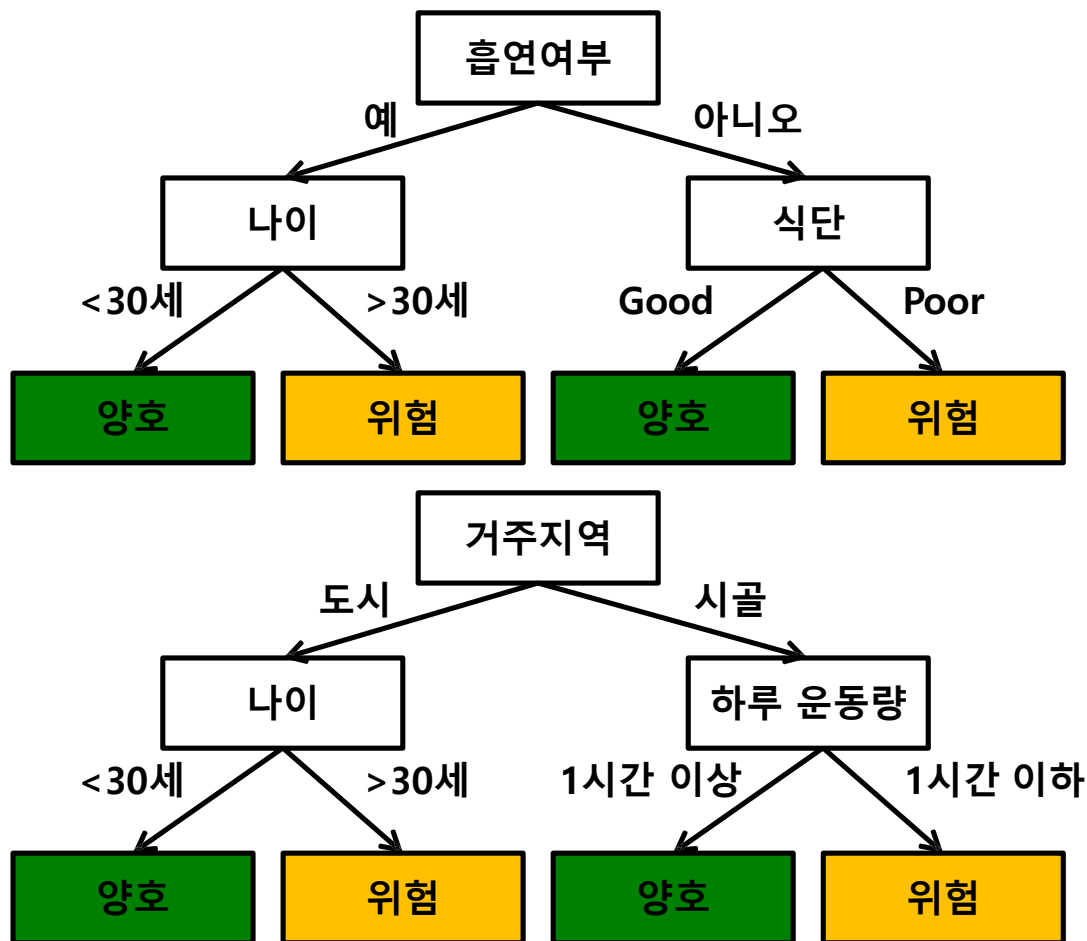 흡연여부
예
아니오
나이
식단
<30세
>30세
Good
Poor
양호
위험
양호
위험
거주지역
도시
시골
나이
하루 운동량
<30세
>30세
1시간 이상
1시간 이하
양호
위험
양호
위험